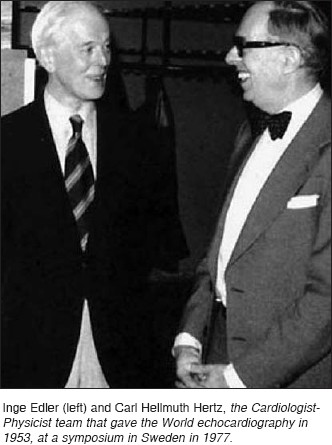 Inge Edler (left) and Carl Hellmuth Hertz, the Cardiologist-
Physicist team that gave the World echocardiography in
1953, at a symposium in Sweden in 1977.